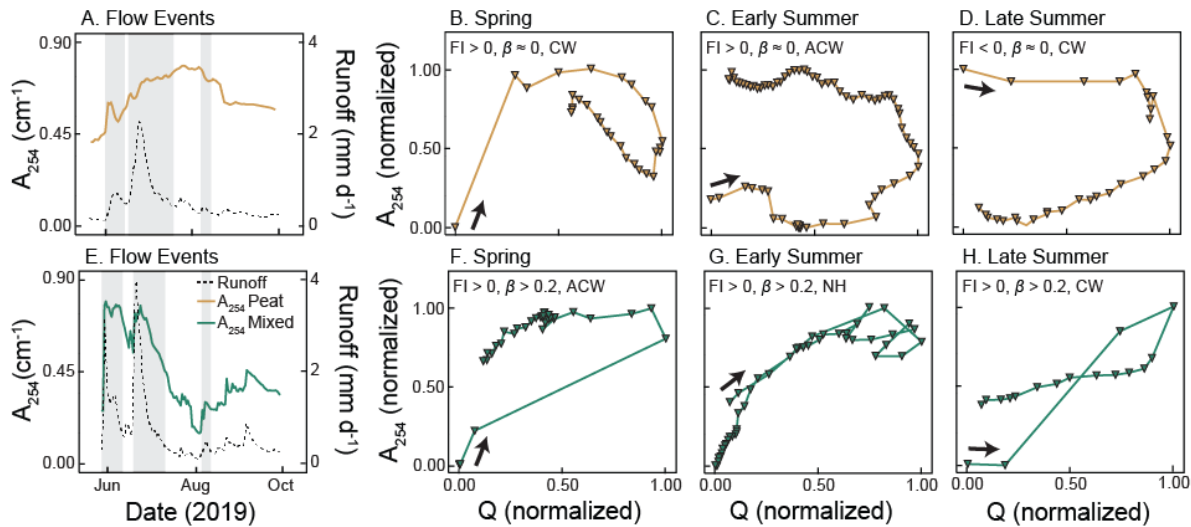 A. Flow Events
B. Spring
C. Early Summer
D. Late Summer
0.90
0.45
0.00
A254 (cm-1)
4
2
0
Runoff (mm d-1)
A254 (normalized)
1.00
0.50
0.00
FI > 0, β ≈ 0, CW
FI > 0, β ≈ 0, ACW
FI < 0, β ≈ 0, CW
E. Flow Events
F. Spring
G. Early Summer
H. Late Summer
0.90
0.45
0.00
A254(cm-1)
Runoff
A254 Peat
A254 Mixed
4
2
0
Runoff (mm d-1)
Jun
Aug
Oct
Date (2019)
A254 (normalized)
1.00
0.50
0.00
FI > 0, β > 0.2, ACW
FI > 0, β > 0.2, NH
FI > 0, β > 0.2, CW
0.00
0.50
1.00
0.00
0.50
1.00
0.00
0.50
1.00
Q (normalized)
Q (normalized)
Q (normalized)